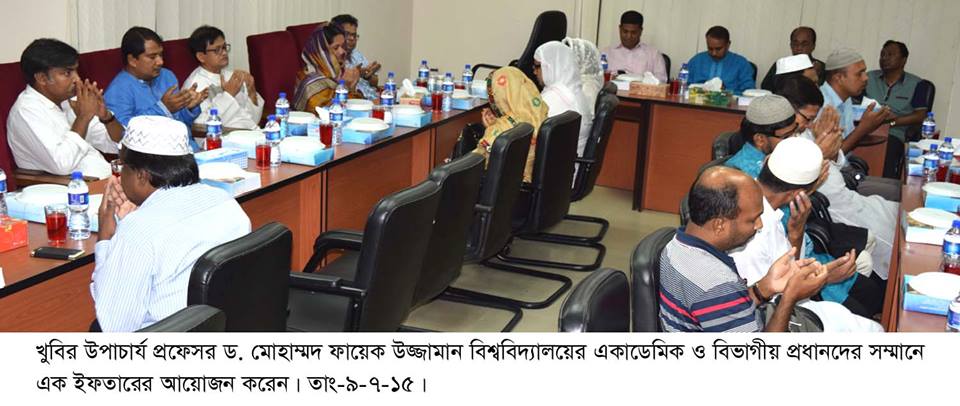 খুবির উপাচার্য প্রফেসর ড. মোহাম্মদ ফায়েক উজ্জামান বিশ্ববিদ্যালয়ের একাডেমিক ও বিভাগীয় প্রধানদের সম্মানে
এক ইফতারের আয়োজন করেন। তাং-৯-৭-১৫।